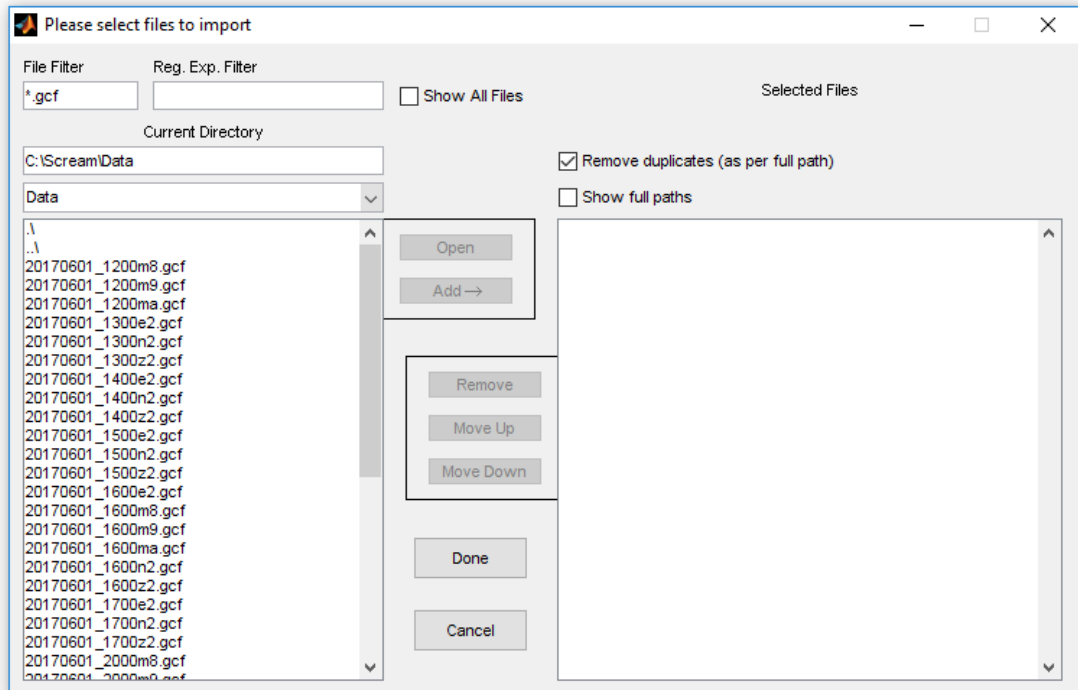 Please select files to import
File Filter
Reg. Exp. Filter
*.gcf
Show All Files
Selected Files
Current Directory
C:\Scream\Data
Remove duplicates (as per full path)
Data
Show full paths
.\
..\
20170601_1200m8.gcf
20170601_1200m9.gcf
20170601_1200ma.gcf
20170601_1300e2.gcf
20170601_1300n2.gcf
20170601_1300z2.gcf
20170601_1400e2.gcf
20170601_1400n2.gcf
20170601_1400z2.gcf
20170601_1500e2.gcf
20170601_1500n2.gcf
20170601_1500z2.gcf
20170601_1600e2.gcf
20170601_1600m8.gcf
20170601_1600m9.gcf
20170601_1600ma.gcf
20170601_1600n2.gcf
20170601_1600z2.gcf
20170601_1700e2.gcf
20170601_1700n2.gcf
20170601_1700z2.gcf
20170601_2000m8.gcf
20170601_2000m9.gcf
Open
Add →
Remove
Move Up
Move Down
Done
Cancel